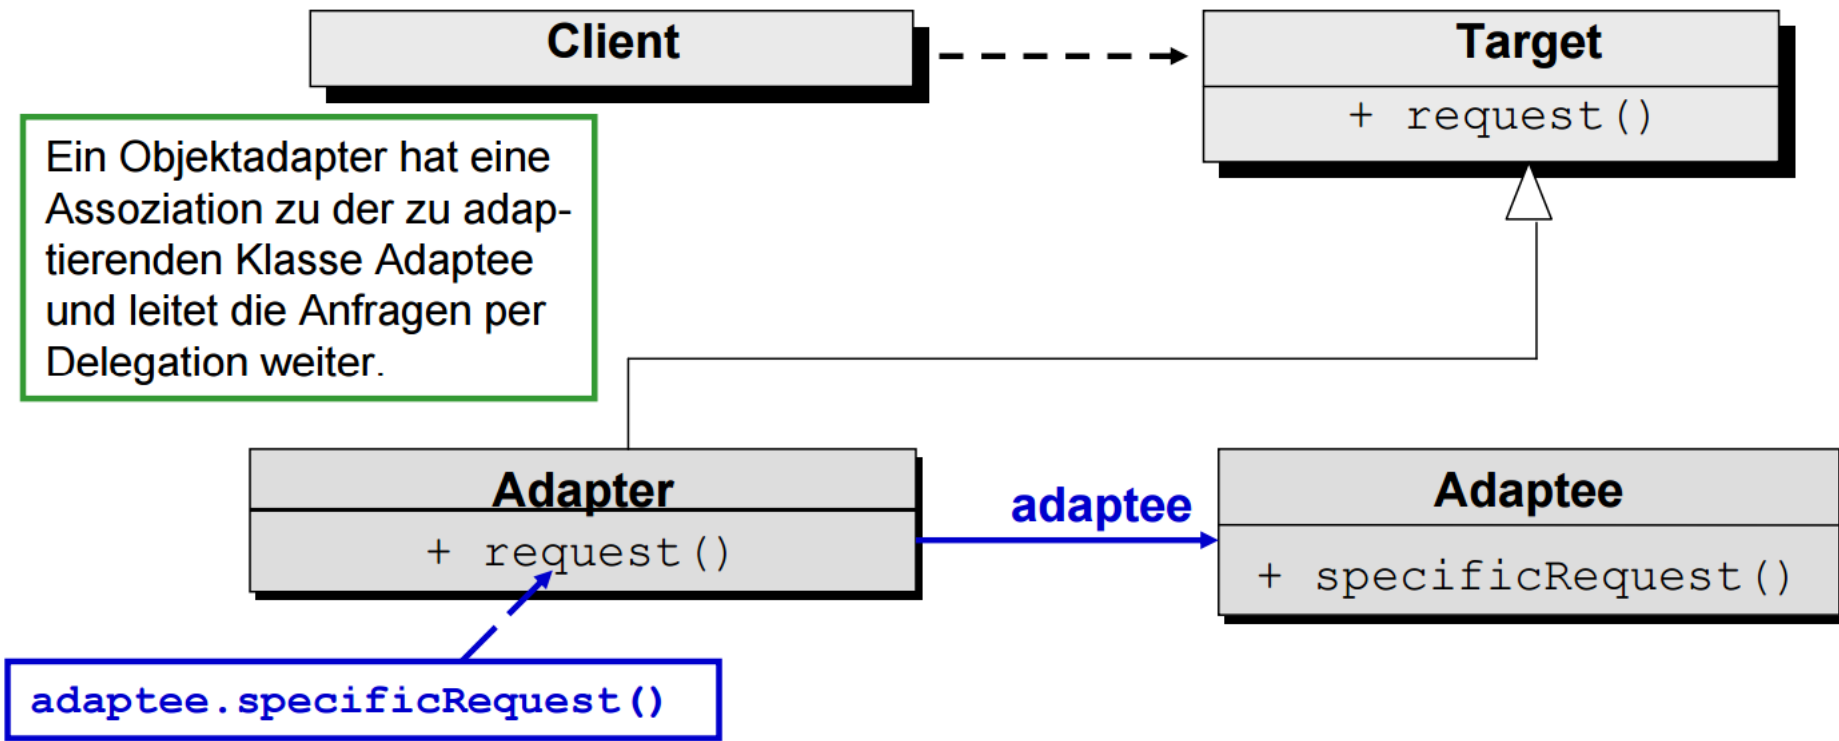 Client
Target
+ request()
Ein Objektadapter hat eine
Assoziation zu der zu adap-
tierenden Klasse Adaptee
und leitet die Anfragen per
Delegation weiter.
Adapter
+ request()
adaptee
Adaptee
+ specificRequest()
adaptee.specificRequest()